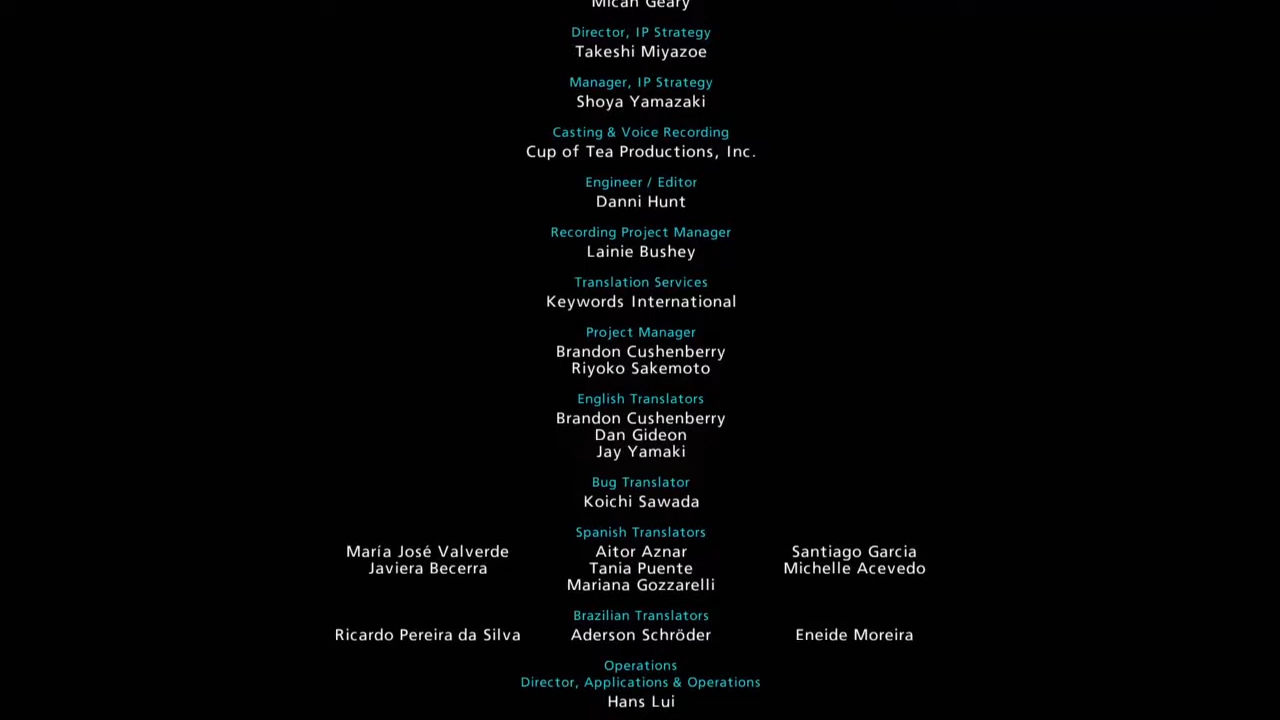 Micah Geary
Director, IP Strategy
Takeshi Miyazoe
Manager, IP Strategy
Shoya Yamazaki
Casting & Voice Recording
Cup of Tea Productions, Inc.
Engineer / Editor
Danni Hunt
Recording Project Manager
Lainie Bushey
Translation Services
Keywords International
Project Manager
Brandon Cushenberry
Riyoko Sakemoto
English Translators
Brandon Cushenberry
Dan Gideon
Jay Yamaki
Bug Translator
Koichi Sawada
Spanish Translators
María José Valverde Aitor Aznar Santiago Garcia
Javiera Becerra Tania Puente Michelle Acevedo
Mariana Gozzarelli
Brazilian Translators
Ricardo Pereira da Silva Aderson Schröder Eneide Moreira
Operations
Director, Applications & Operations
Hans Lui